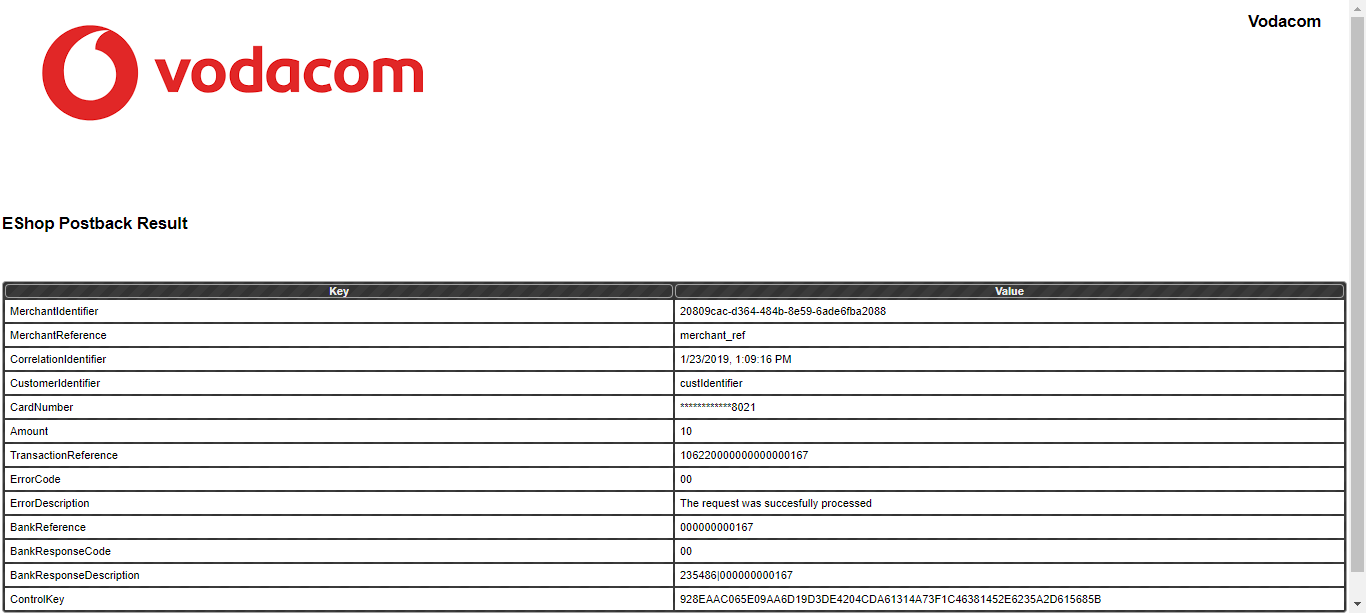 Vodacom
vodacom
EShop Postback Result
Key Value
MerchantIdentifier 20809cac-d364-484b-8e59-6ade6fba2088
MerchantReference merchant_ref
CorrelationIdentifier 1/23/2019, 1:09:16 PM
CustomerIdentifier custIdentifier
CardNumber ************8021
Amount 10
TransactionReference 106220000000000000167
ErrorCode 00
ErrorDescription The request was succesfully processed
BankReference 000000000167
BankResponseCode 00
BankResponseDescription 235486|000000000167
ControlKey 928EAAC065E09AA6D19D3DE4204CDA61314A73F1C46381452E6235A2D615685B